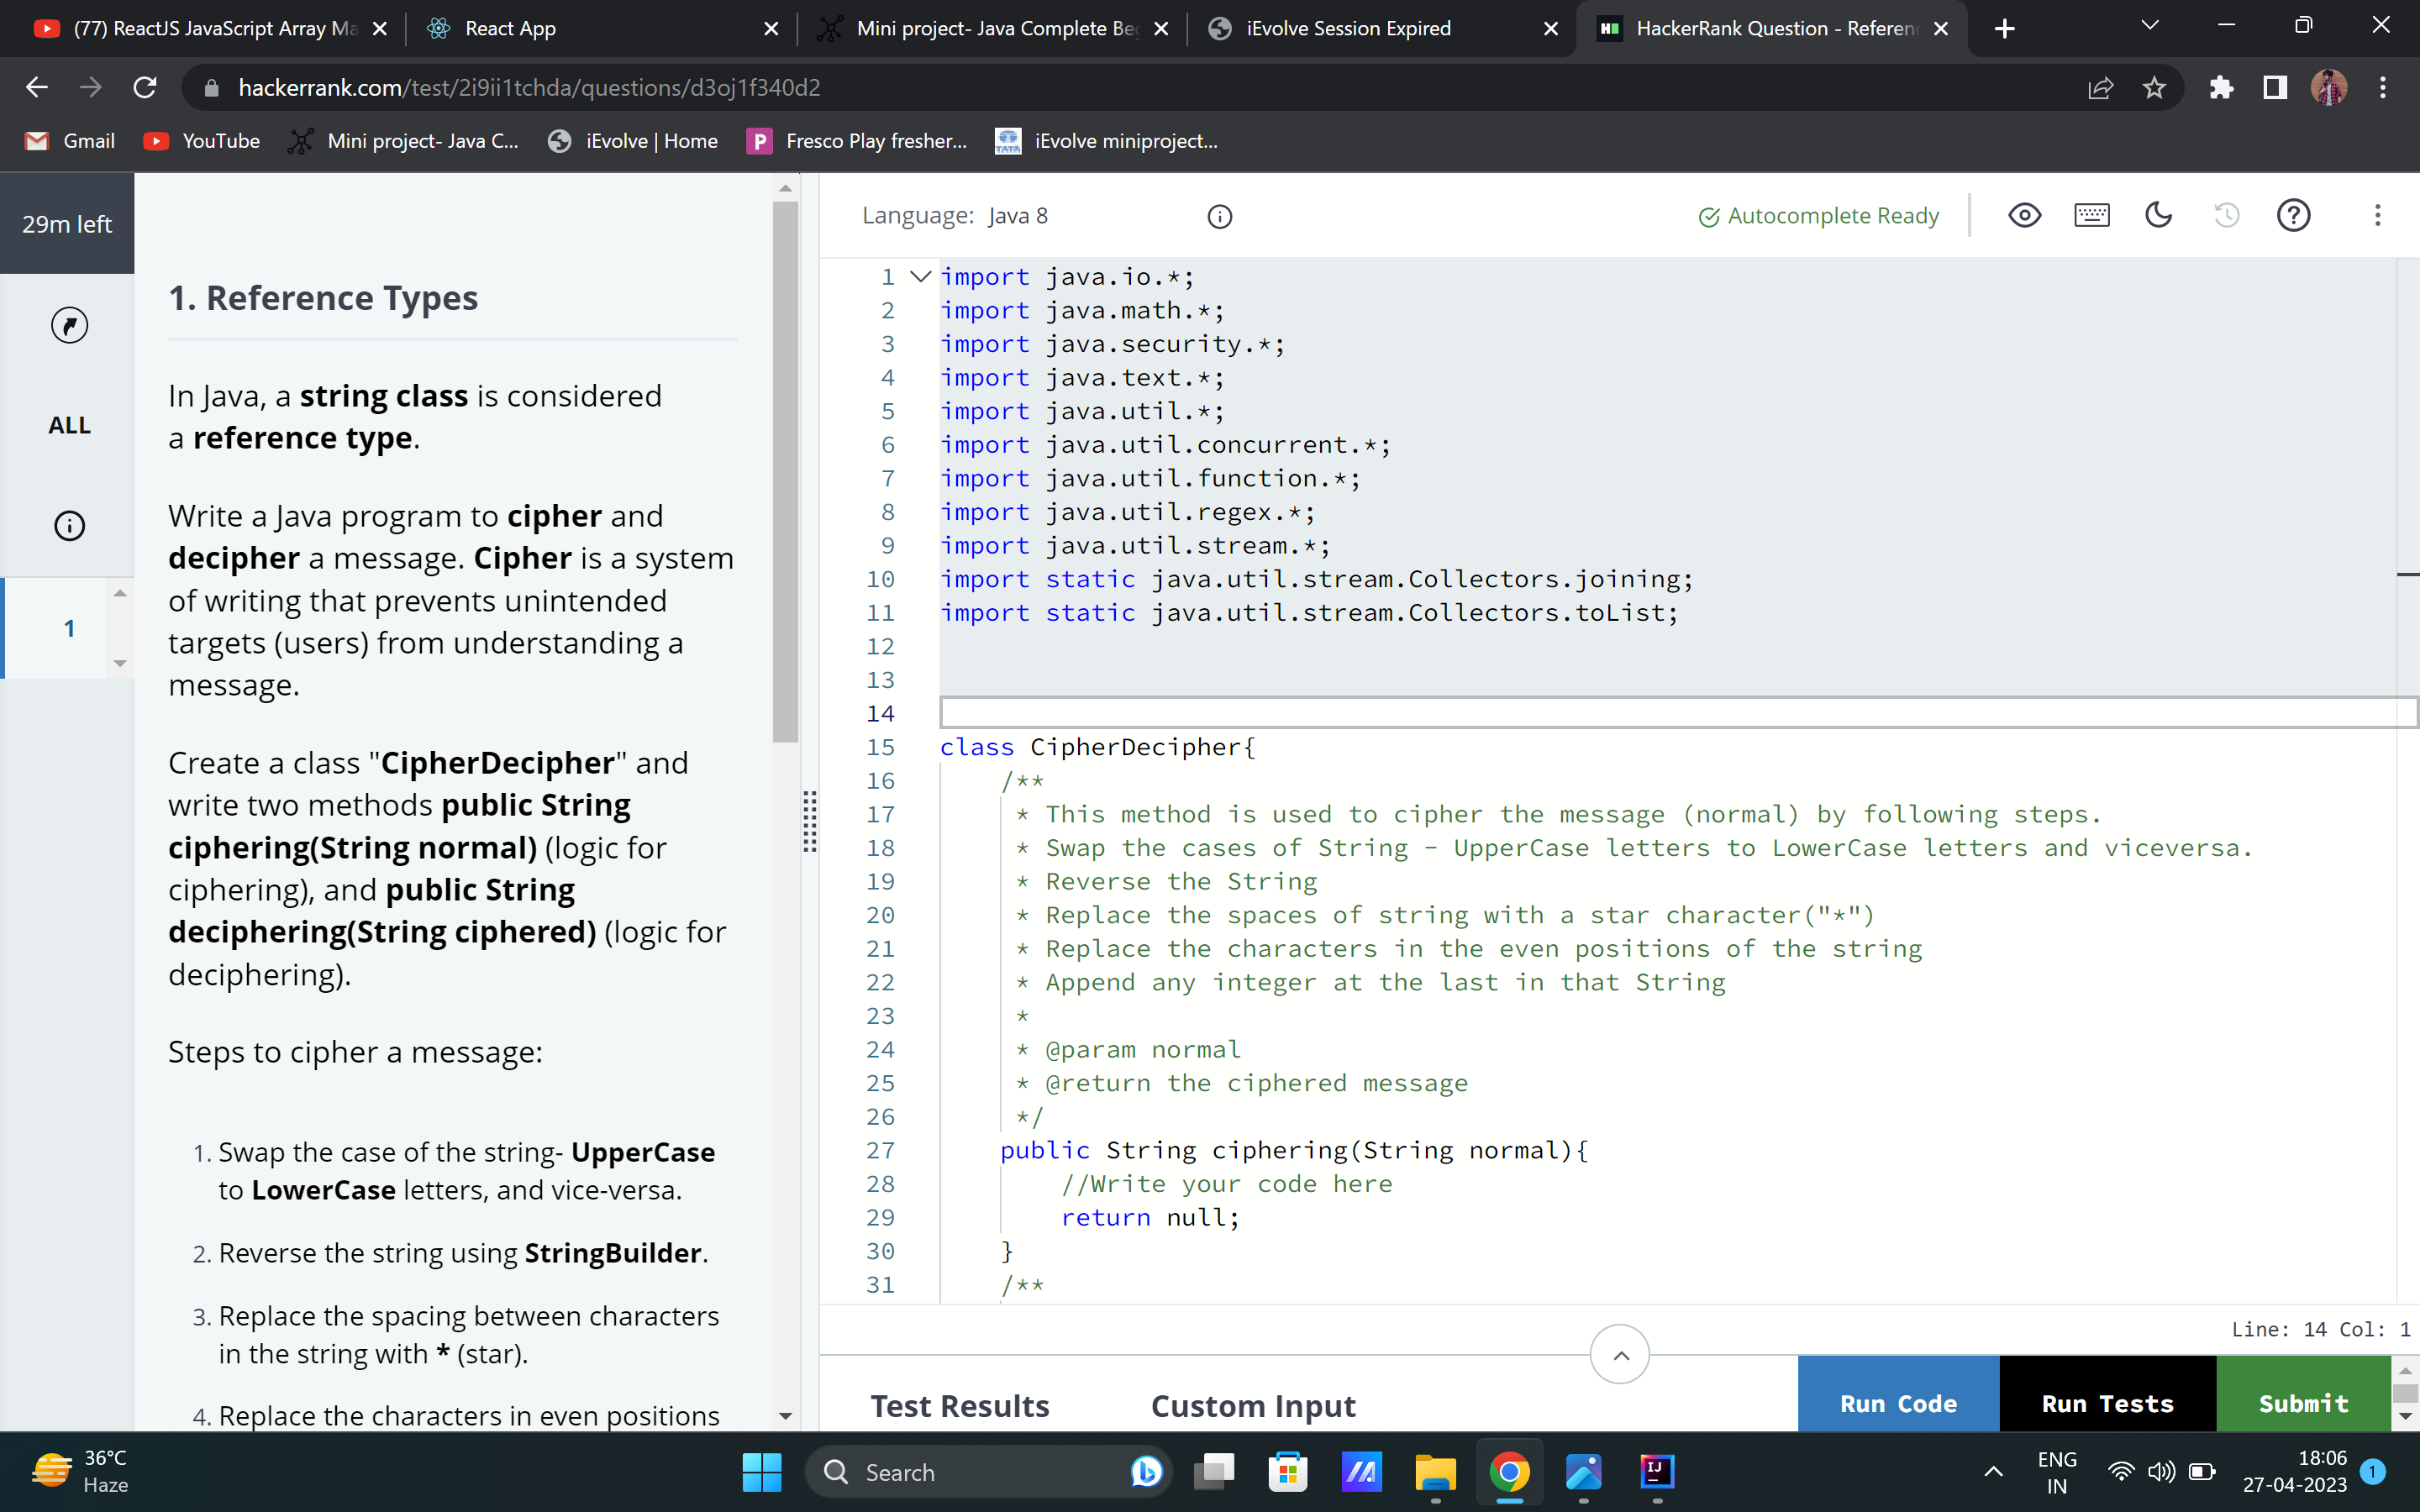 (77) ReactJS JavaScript Array Ma
React App
Mini project- Java Complete Be
iEvolve Session Expired
HackerRank Question - Referen
hackerrank.com/test/2i9ii1tchda/questions/d3oj1f340d2
Gmail
YouTube
Mini project- Java C...
iEvolve | Home
Fresco Play fresher...
iEvolve miniproject...
29m left
ALL
1
1. Reference Types
In Java, a string class is considered
a reference type.
Write a Java program to cipher and
decipher a message. Cipher is a system
of writing that prevents unintended
targets (users) from understanding a
message.
Create a class "CipherDecipher" and
write two methods public String
ciphering(String normal) (logic for
ciphering), and public String
deciphering(String ciphered) (logic for
deciphering).
Steps to cipher a message:
1. Swap the case of the string- UpperCase
to LowerCase letters, and vice-versa.
2. Reverse the string using StringBuilder.
3. Replace the spacing between characters
in the string with * (star).
4. Replace the characters in even positions
Language: Java 8
Autocomplete Ready
1 import java.io.*;
2 import java.math.*;
3 import java.security.*;
4 import java.text.*;
5 import java.util.*;
6 import java.util.concurrent.*;
7 import java.util.function.*;
8 import java.util.regex.*;
9 import java.util.stream.*;
10 import static java.util.stream.Collectors.joining;
11 import static java.util.stream.Collectors.toList;
12
13
14
15 class CipherDecipher{
16 /**
17 * This method is used to cipher the message (normal) by following steps.
18 * Swap the cases of String - UpperCase letters to LowerCase letters and viceversa.
19 * Reverse the String
20 * Replace the spaces of string with a star character("*")
21 * Replace the characters in the even positions of the string
22 * Append any integer at the last in that String
23 *
24 * @param normal
25 * @return the ciphered message
26 */
27 public String ciphering(String normal){
28 //Write your code here
29 return null;
30 }
31 /**
Line: 14 Col: 1
Test Results
Custom Input
Run Code
Run Tests
Submit
36°C
Haze
Search
ENG
IN
18:06
27-04-2023
1